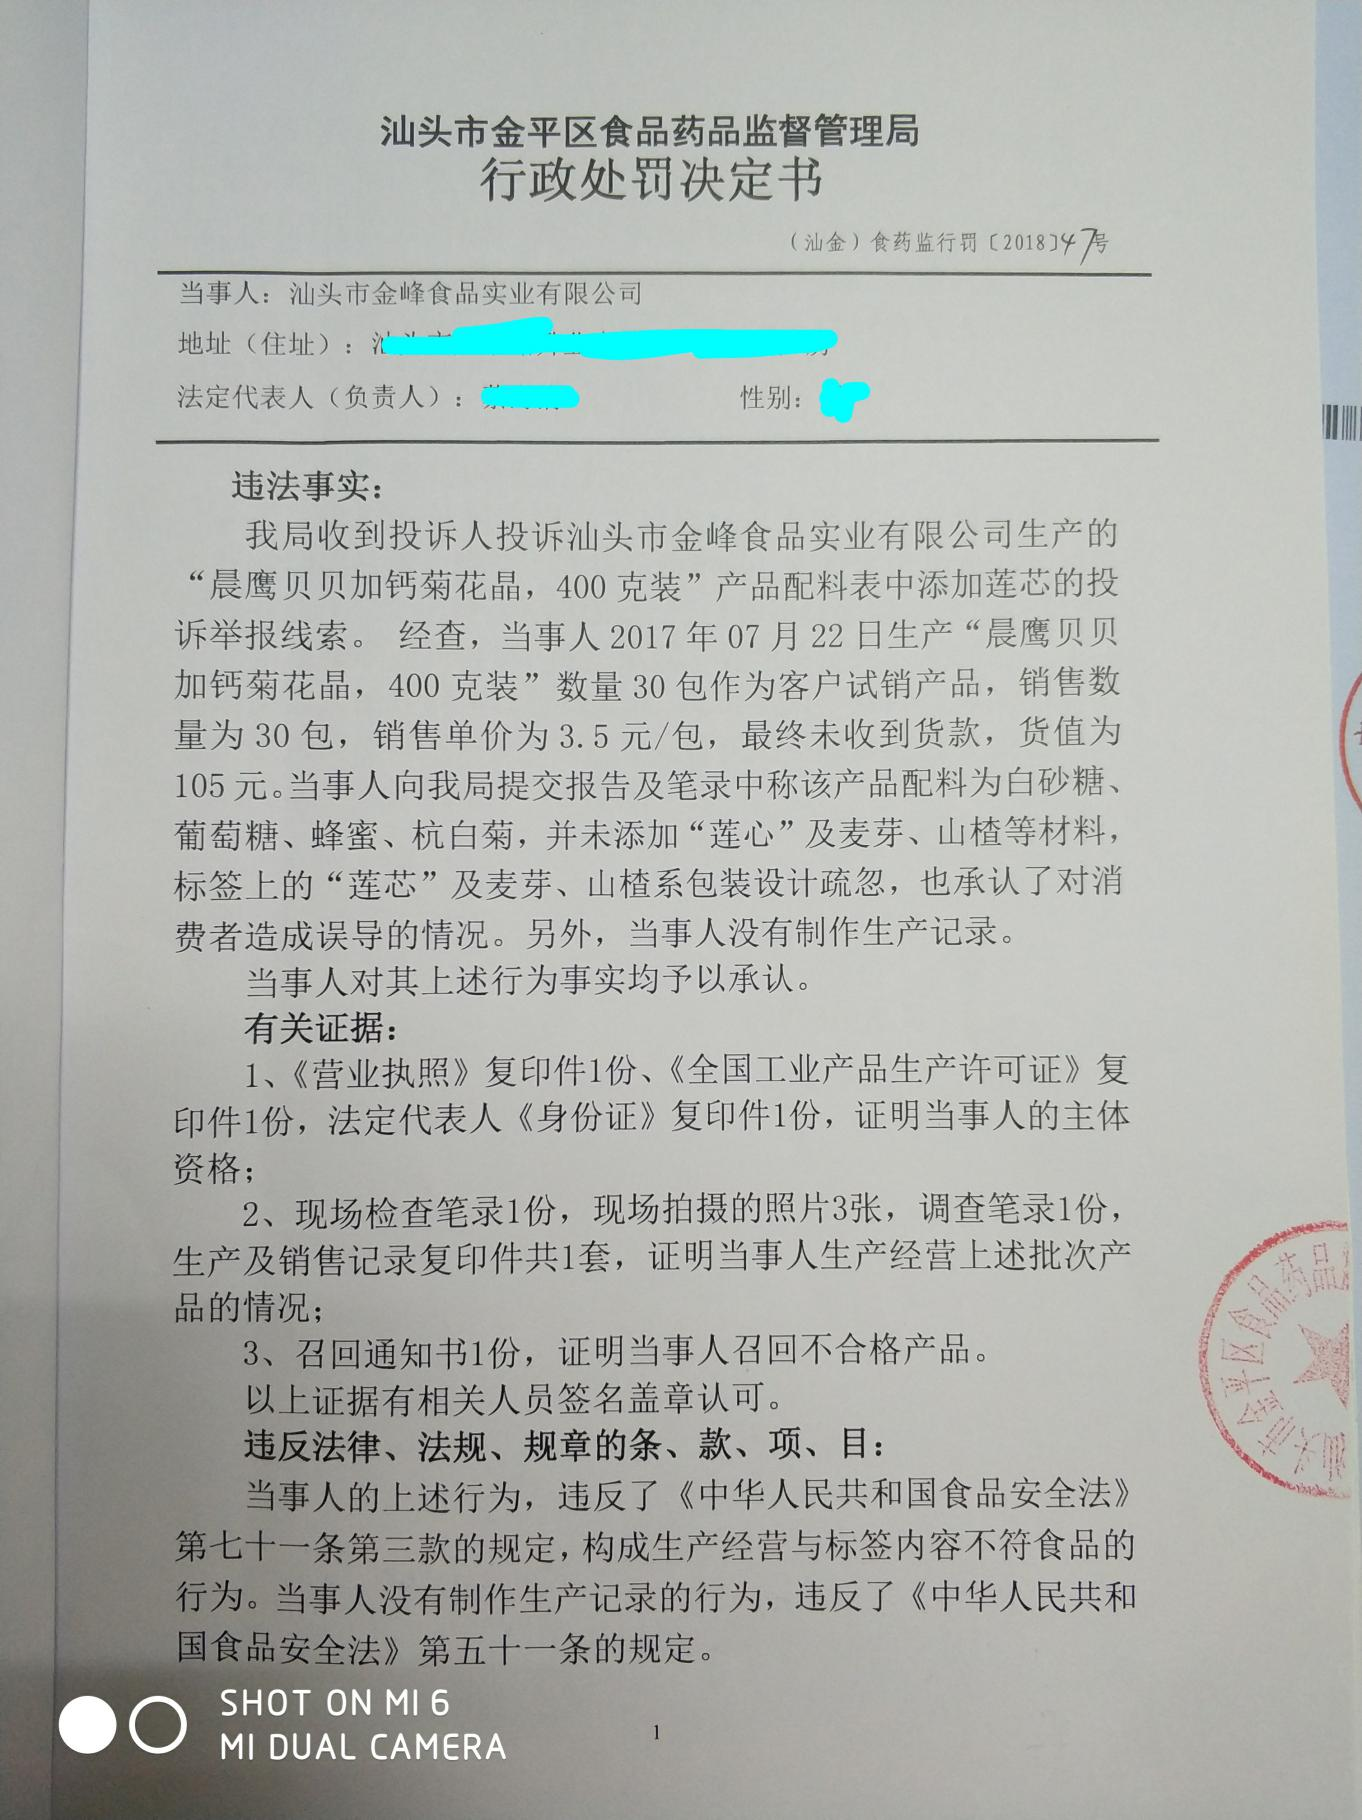 汕头市金平区食品药品监督管理局
行政处罚决定书
（汕金）食药监行罚〔2018〕47号
当事人：汕头市金峰食品实业有限公司
地址（住址）：
法定代表人（负责人）： 性别：
违法事实：
我局收到投诉人投诉汕头市金峰食品实业有限公司生产的
“晨鹰贝贝加钙菊花晶，400克装”产品配料表中添加莲芯的投
诉举报线索。 经查，当事人2017年07月22日生产“晨鹰贝贝
加钙菊花晶，400克装”数量30包作为客户试销产品，销售数
量为30包，销售单价为3.5元/包，最终未收到货款，货值为
105元。当事人向我局提交报告及笔录中称该产品配料为白砂糖、
葡萄糖、蜂蜜、杭白菊，并未添加“莲心”及麦芽、山楂等材料，
标签上的“莲芯”及麦芽、山楂系包装设计疏忽，也承认了对消
费者造成误导的情况。另外，当事人没有制作生产记录。
当事人对其上述行为事实均予以承认。
有关证据：
1、《营业执照》复印件1份、《全国工业产品生产许可证》复
印件1份，法定代表人《身份证》复印件1份，证明当事人的主体
资格；
2、现场检查笔录1份，现场拍摄的照片3张，调查笔录1份，
生产及销售记录复印件共1套，证明当事人生产经营上述批次产
品的情况；
3、召回通知书1份，证明当事人召回不合格产品。
以上证据有相关人员签名盖章认可。
违反法律、法规、规章的条、款、项、目：
当事人的上述行为，违反了《中华人民共和国食品安全法》
第七十一条第三款的规定，构成生产经营与标签内容不符食品的
行为。当事人没有制作生产记录的行为，违反了《中华人民共和
国食品安全法》第五十一条的规定。
1
汕头市金平区食品药品
SHOT ON MI 6
MI DUAL CAMERA